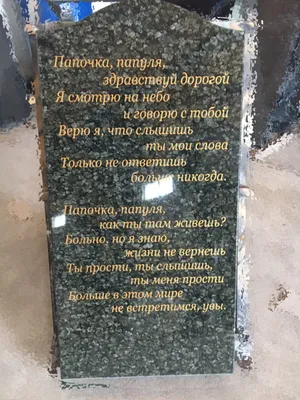 Папочка, папуля,
здравствуй дорогой
Я смотрю на небо
и говорю с тобой
Верю я, что слышишь
ты мои слова
Только не ответишь
больше никогда.
Папочка, папуля,
как ты там живешь?
Больно, но я знаю,
жизни не вернешь
Ты прости, ты слышишь,
ты меня прости
Больше в этом мире
не встретимся, увы.